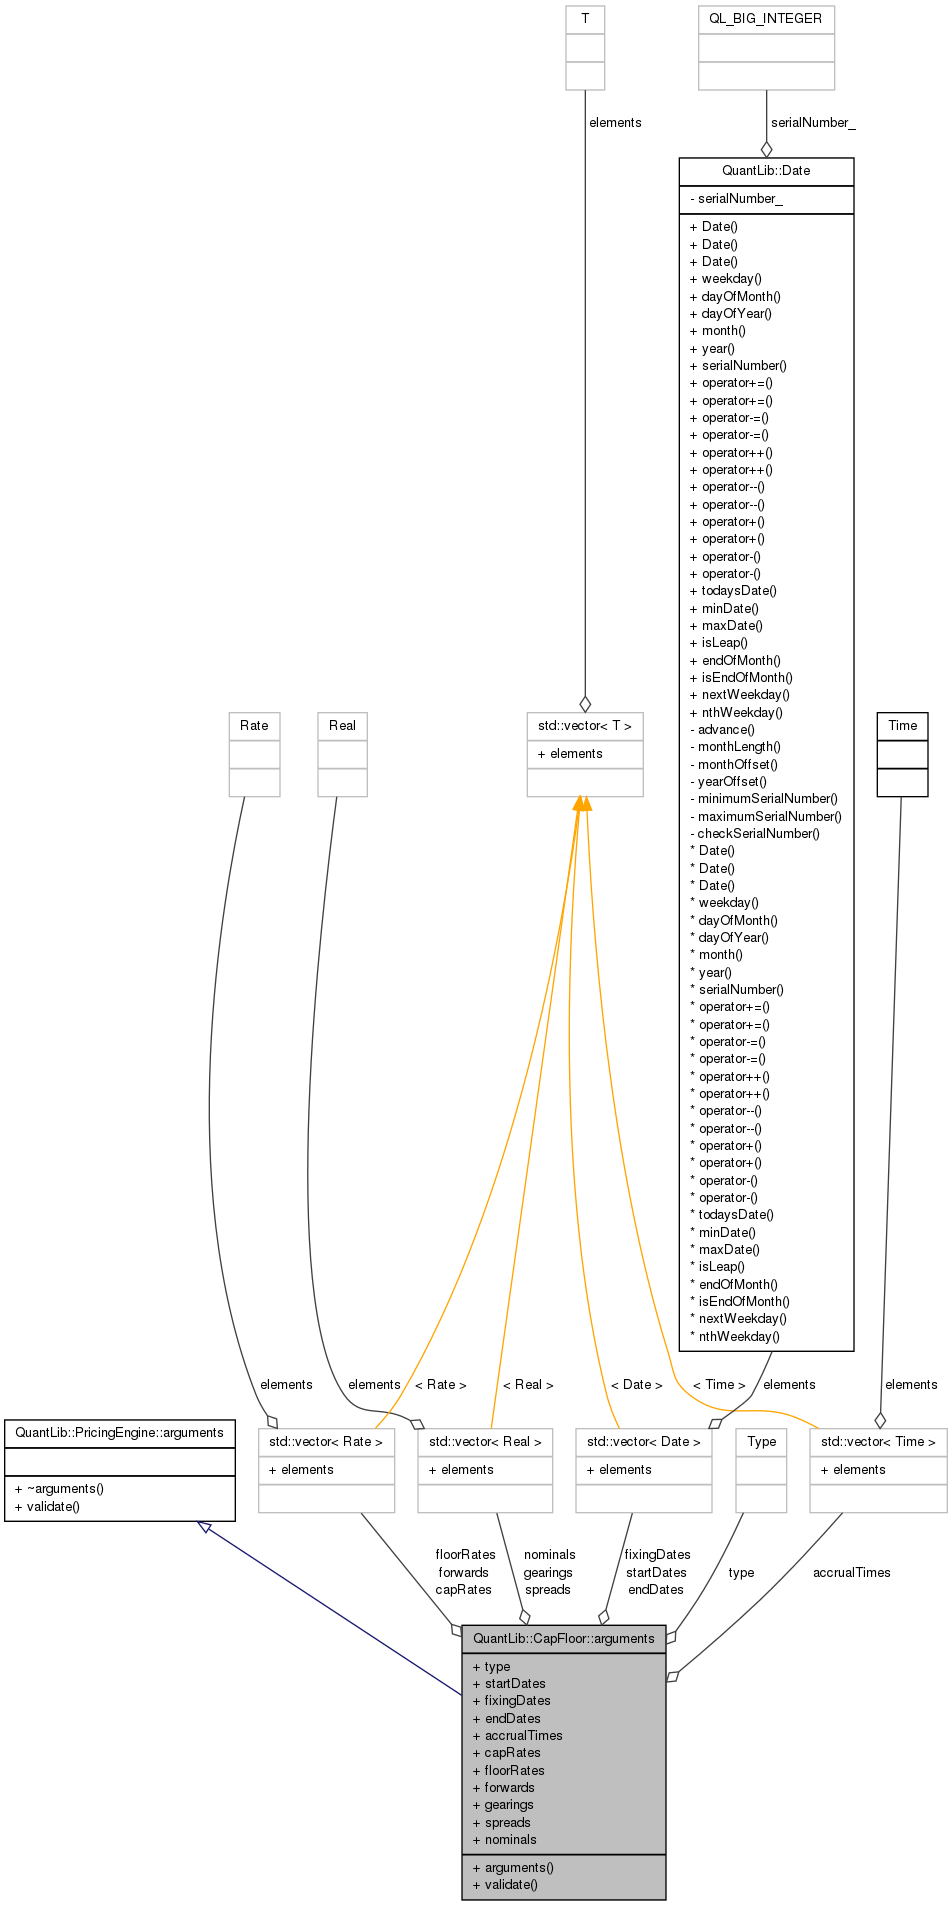 T
QL_BIG_INTEGER
elements
serialNumber_
QuantLib::Date
- serialNumber_
+ Date()
+ Date()
+ Date()
+ weekday()
+ dayOfMonth()
+ dayOfYear()
+ month()
+ year()
+ serialNumber()
+ operator+=()
+ operator+=()
+ operator-=()
+ operator-=()
+ operator++()
+ operator++()
+ operator--()
+ operator--()
+ operator+()
+ operator+()
+ operator-()
+ operator-()
+ todaysDate()
+ minDate()
+ maxDate()
+ isLeap()
+ endOfMonth()
+ isEndOfMonth()
+ nextWeekday()
+ nthWeekday()
- advance()
- monthLength()
- monthOffset()
- yearOffset()
- minimumSerialNumber()
- maximumSerialNumber()
- checkSerialNumber()
* Date()
* Date()
* Date()
* weekday()
* dayOfMonth()
* dayOfYear()
* month()
* year()
* serialNumber()
* operator+=()
* operator+=()
* operator-=()
* operator-=()
* operator++()
* operator++()
* operator--()
* operator--()
* operator+()
* operator+()
* operator-()
* operator-()
* todaysDate()
* minDate()
* maxDate()
* isLeap()
* endOfMonth()
* isEndOfMonth()
* nextWeekday()
* nthWeekday()
Rate
Real
std::vector< T >
+ elements
Time
elements
elements
< Rate >
< Real >
< Date >
< Time >
elements
elements
QuantLib::PricingEngine::arguments
+ ~arguments()
+ validate()
std::vector< Rate >
+ elements
std::vector< Real >
+ elements
std::vector< Date >
+ elements
Type
std::vector< Time >
+ elements
floorRates
forwards
capRates
nominals
gearings
spreads
fixingDates
startDates
endDates
type
accrualTimes
QuantLib::CapFloor::arguments
+ type
+ startDates
+ fixingDates
+ endDates
+ accrualTimes
+ capRates
+ floorRates
+ forwards
+ gearings
+ spreads
+ nominals
+ arguments()
+ validate()